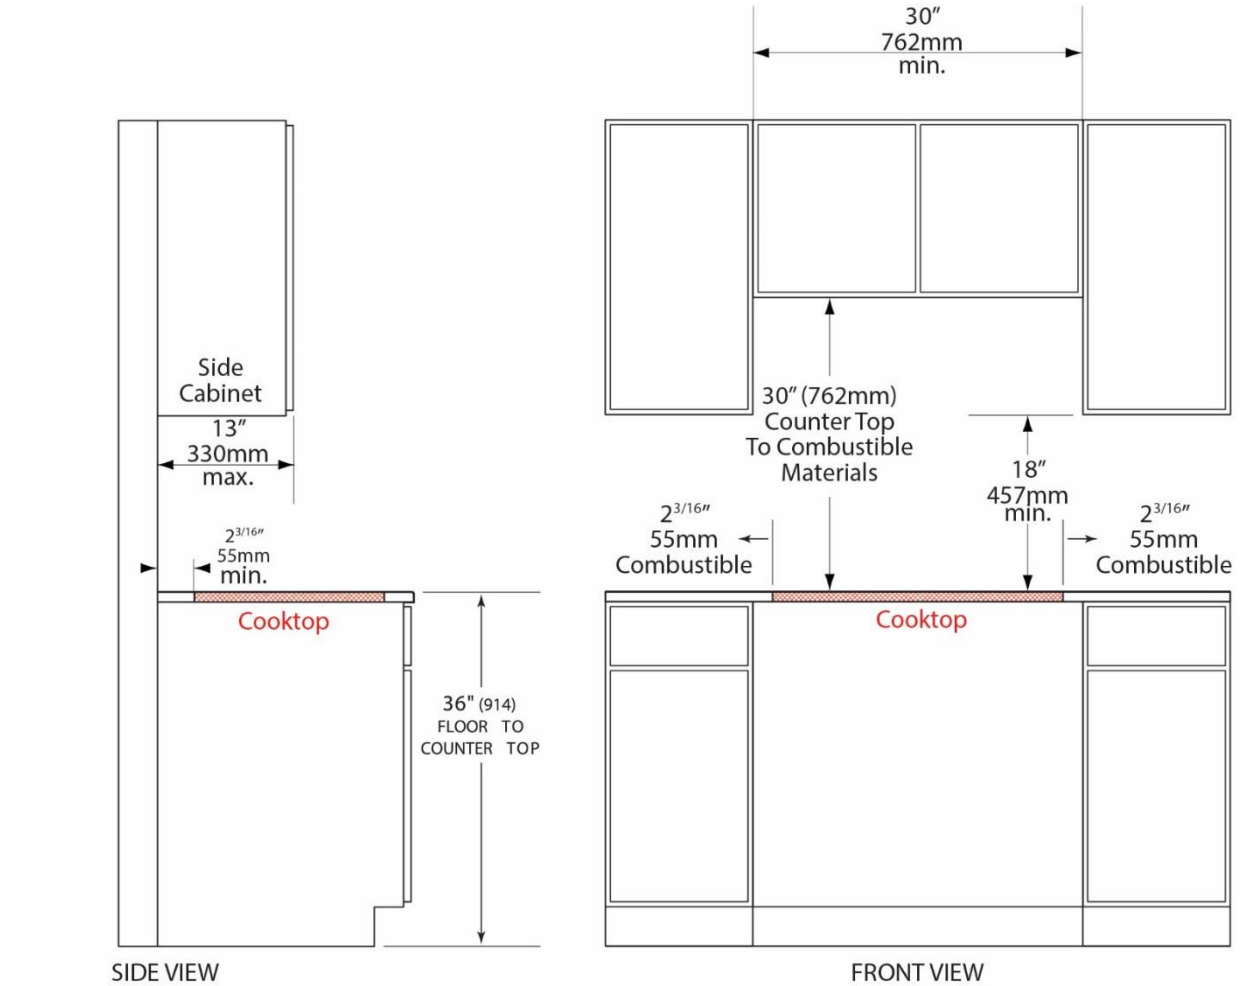 30″
762mm
min.
Side
Cabinet
13″
330mm
max.
2 3/16″
55mm
min.
Cooktop
36" (914)
FLOOR TO
COUNTER TOP
SIDE VIEW
30″ (762mm)
Counter Top
To Combustible
Materials
18″
457mm
min.
2 3/16″
55mm
Combustible
2 3/16″
55mm
Combustible
Cooktop
FRONT VIEW